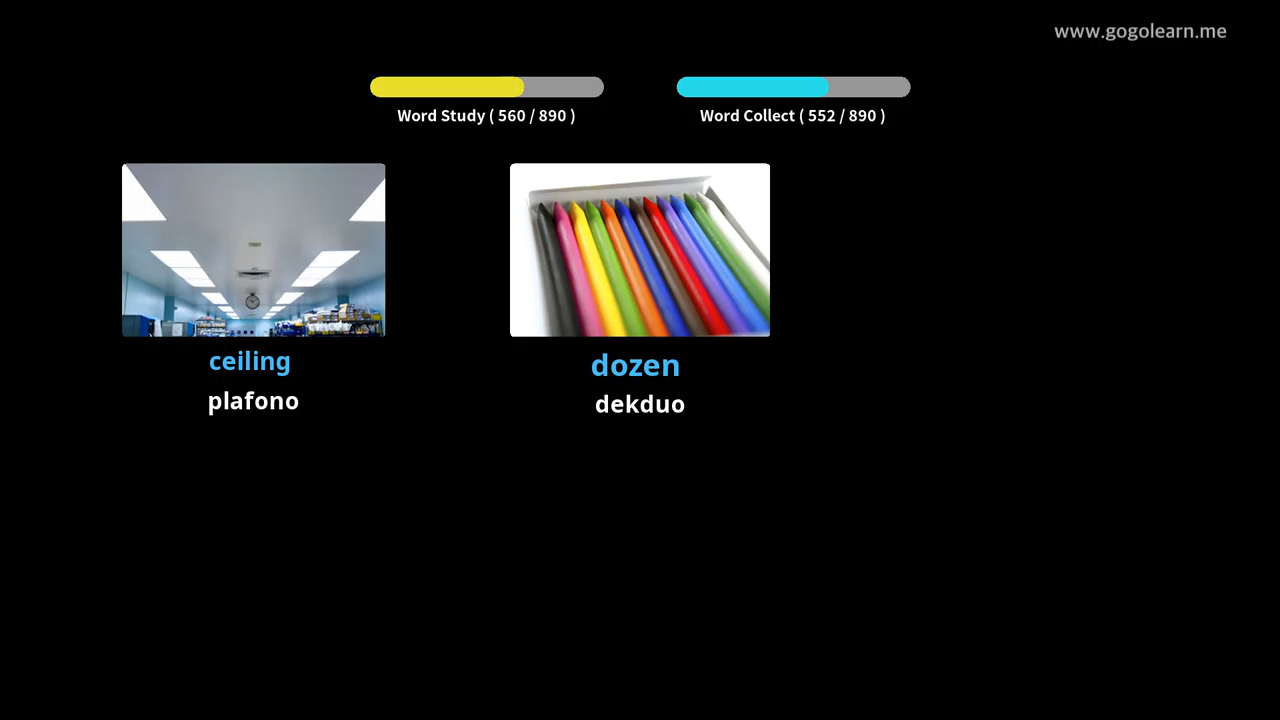 www.gogolearn.me
Word Study ( 560 / 890 )
Word Collect ( 552 / 890 )
ceiling
plafono
dozen
dekduo